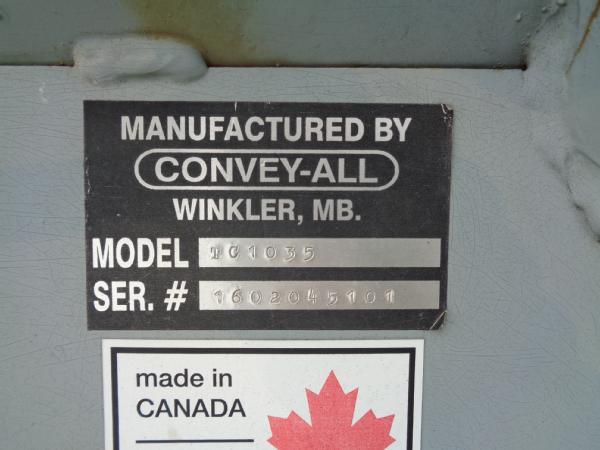 MANUFACTURED BY
CONVEY-ALL
WINKLER, MB.
MODEL TC1035
SER. # 1602045101
made in
CANADA